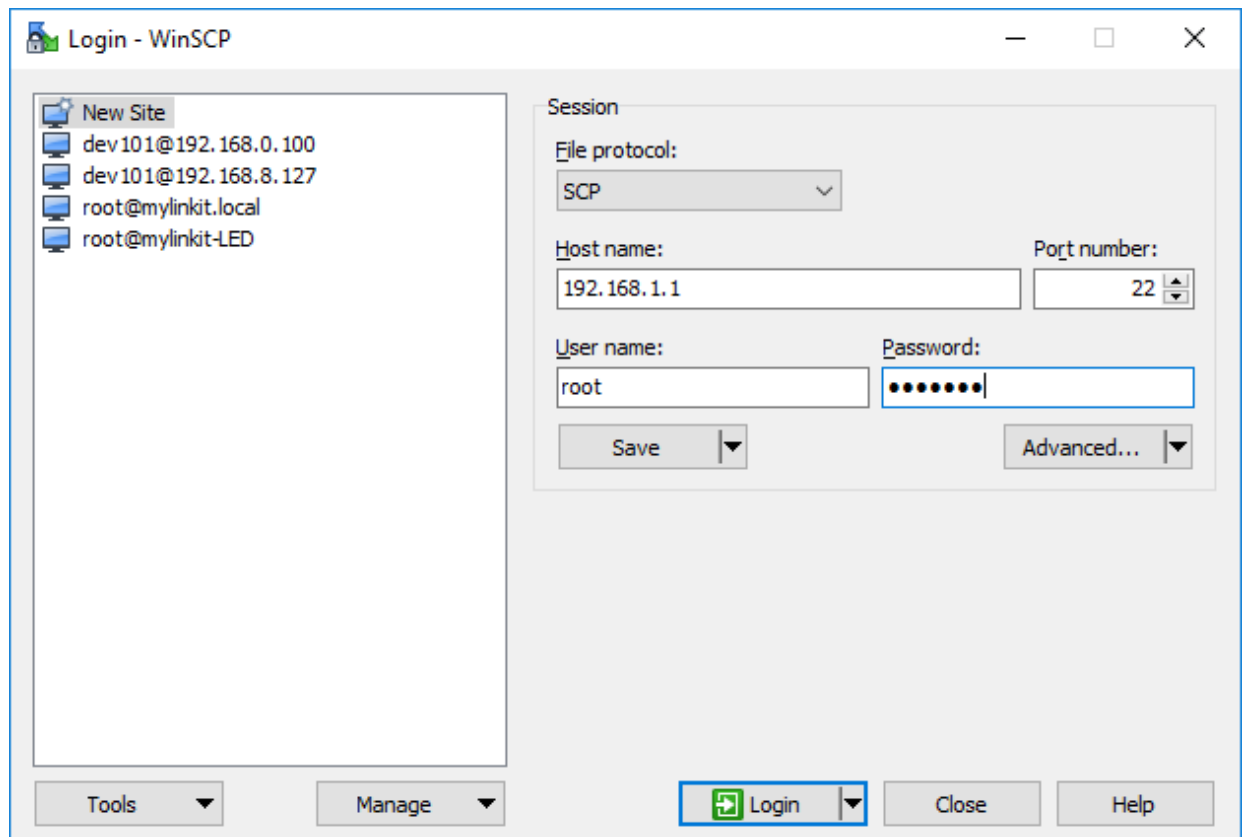 Login - WinSCP
New Site
dev101@192.168.0.100
dev101@192.168.8.127
root@mylinkit.local
root@mylinkit-LED
Session
File protocol:
SCP
Host name:
Port number:
192.168.1.1
22
User name:
Password:
root
●●●●●●●
Save
Advanced...
Tools
Manage
Login
Close
Help